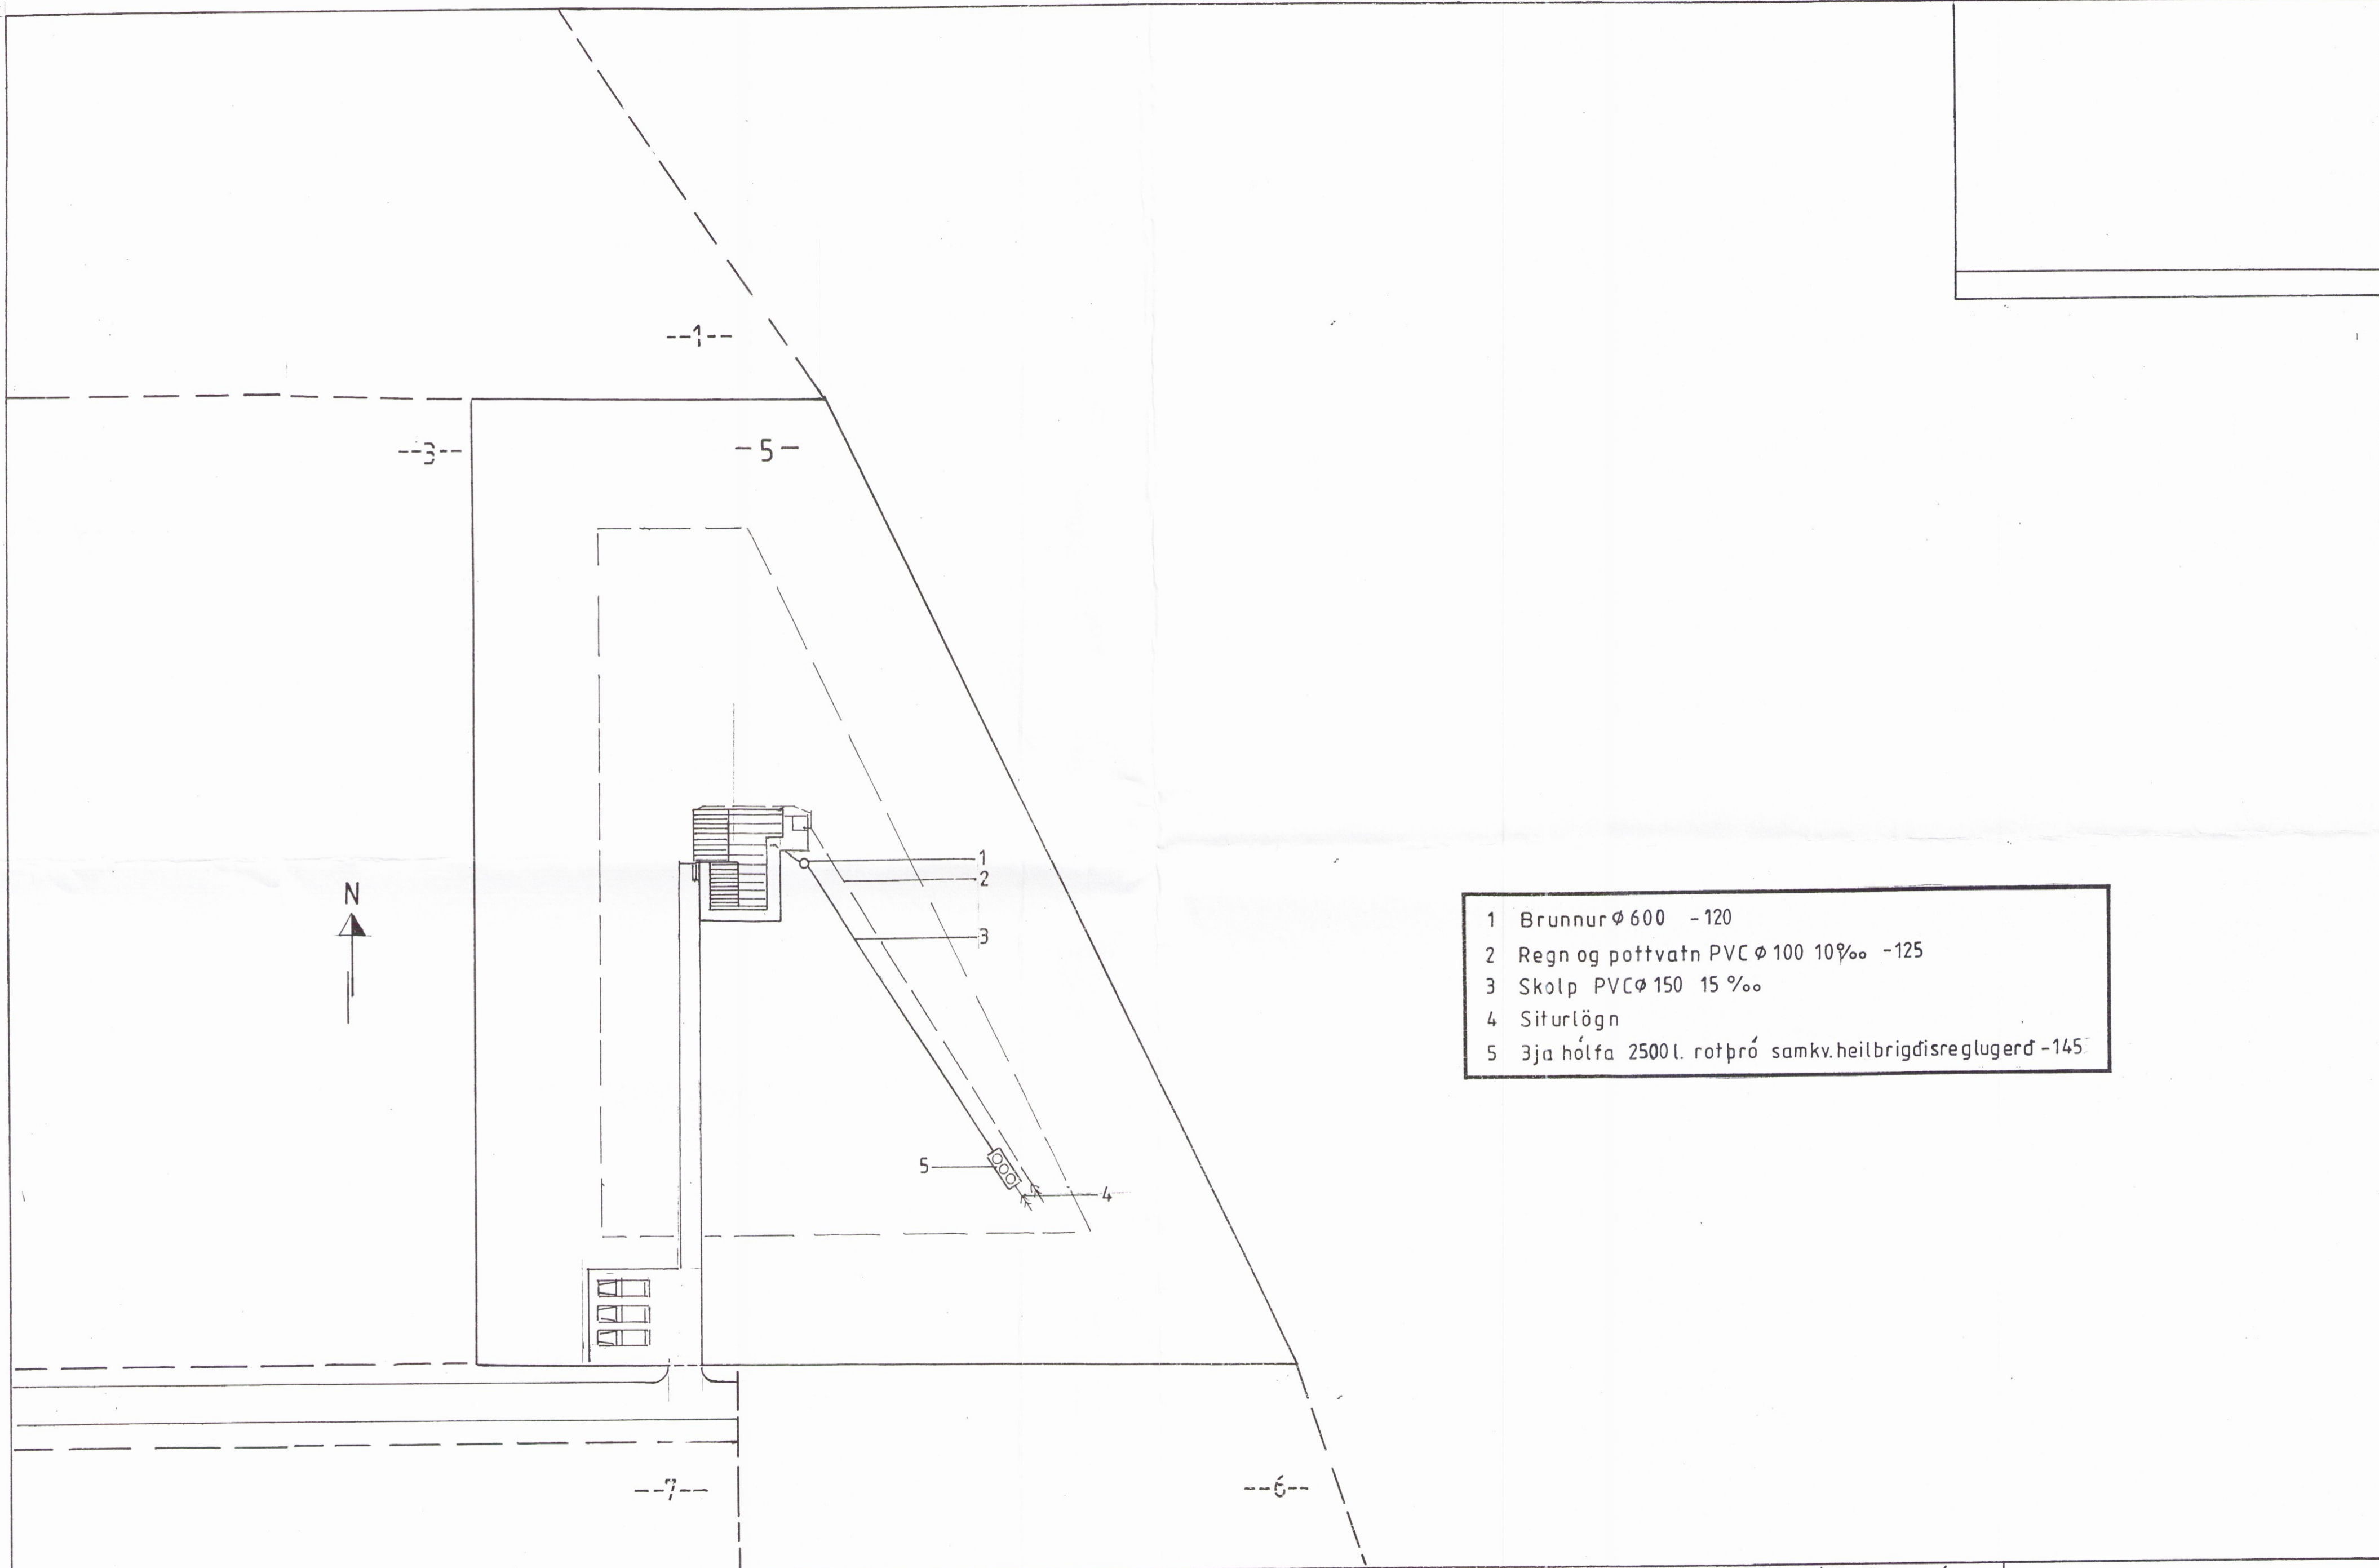 --1--
--3--
-5-
1
2
N
3
1 Brunnur Ø 600 -120
2 Regn og pottvatn PVC Ø 100 10‰ -125
3 Skolp PVCØ 150 15 ‰
4 Siturlögn
5 3ja hólfa 2500 l. rotþró samkv. heilbrigðisreglugerð -145
5
4
--7--
--6--